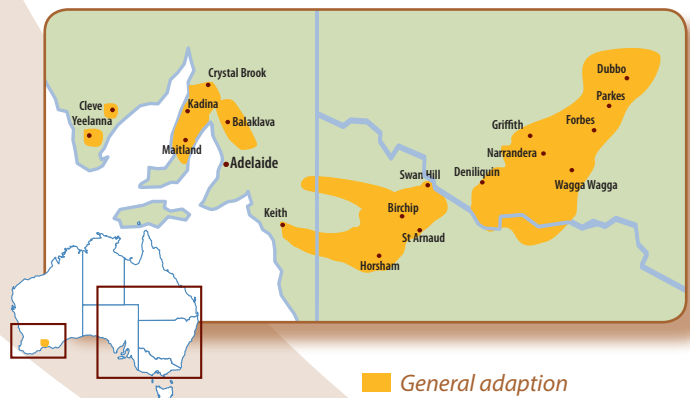 Dubbo
Crystal Brook
Parkes
Cleve
Kadina
Yeelanna
Balaklava
Forbes
Griffith
Maitland
Narrandera
Adelaide
Swan Hill
Deniliquin
Wagga Wagga
Birchip
Keith
St Arnaud
Horsham
General adaption